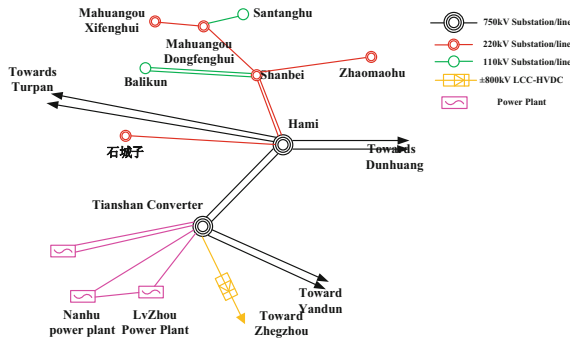 Mahuangou
Xifenghui
Santanghu
Mahuangou
Dongfenghui
Towards
Turpan
Balikun
Shanbei
Zhaomaohu
Hami
石城子
Towards
Dunhuang
Tianshan Converter
Nanhu
power plant
LvZhou
Power Plant
Toward
Zhegzhou
Toward
Yandun
750kV Substation/line
220kV Substation/line
110kV Substation/line
±800kV LCC-HVDC
Power Plant